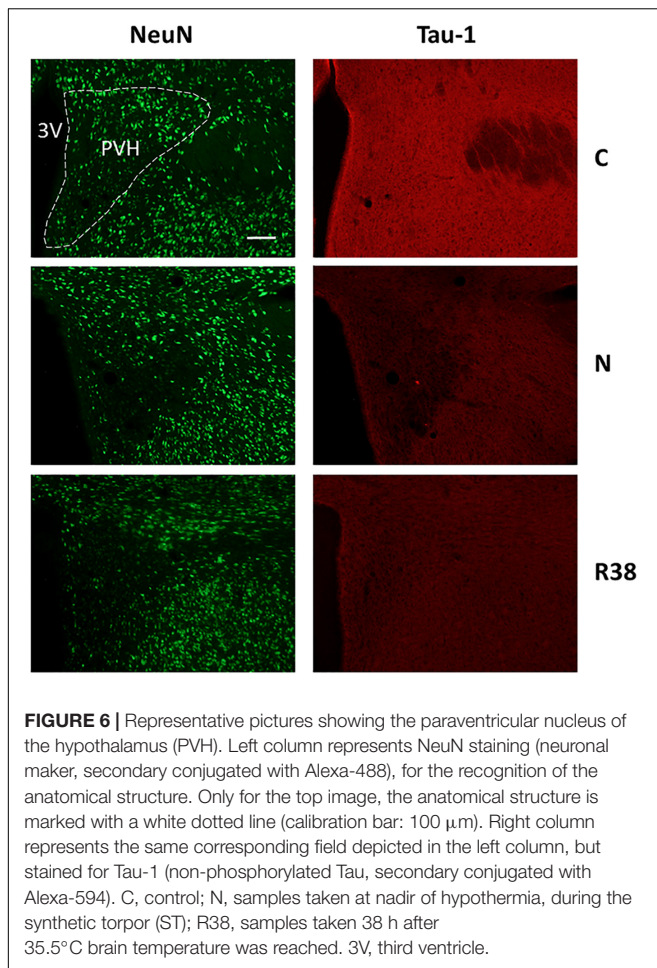 NeuN Tau-1
3V
PVH
C
N
R38
FIGURE 6 | Representative pictures showing the paraventricular nucleus of
the hypothalamus (PVH). Left column represents NeuN staining (neuronal
maker, secondary conjugated with Alexa-488), for the recognition of the
anatomical structure. Only for the top image, the anatomical structure is
marked with a white dotted line (calibration bar: 100 μm). Right column
represents the same corresponding field depicted in the left column, but
stained for Tau-1 (non-phosphorylated Tau, secondary conjugated with
Alexa-594). C, control; N, samples taken at nadir of hypothermia, during the
synthetic torpor (ST); R38, samples taken 38 h after
35.5°C brain temperature was reached. 3V, third ventricle.